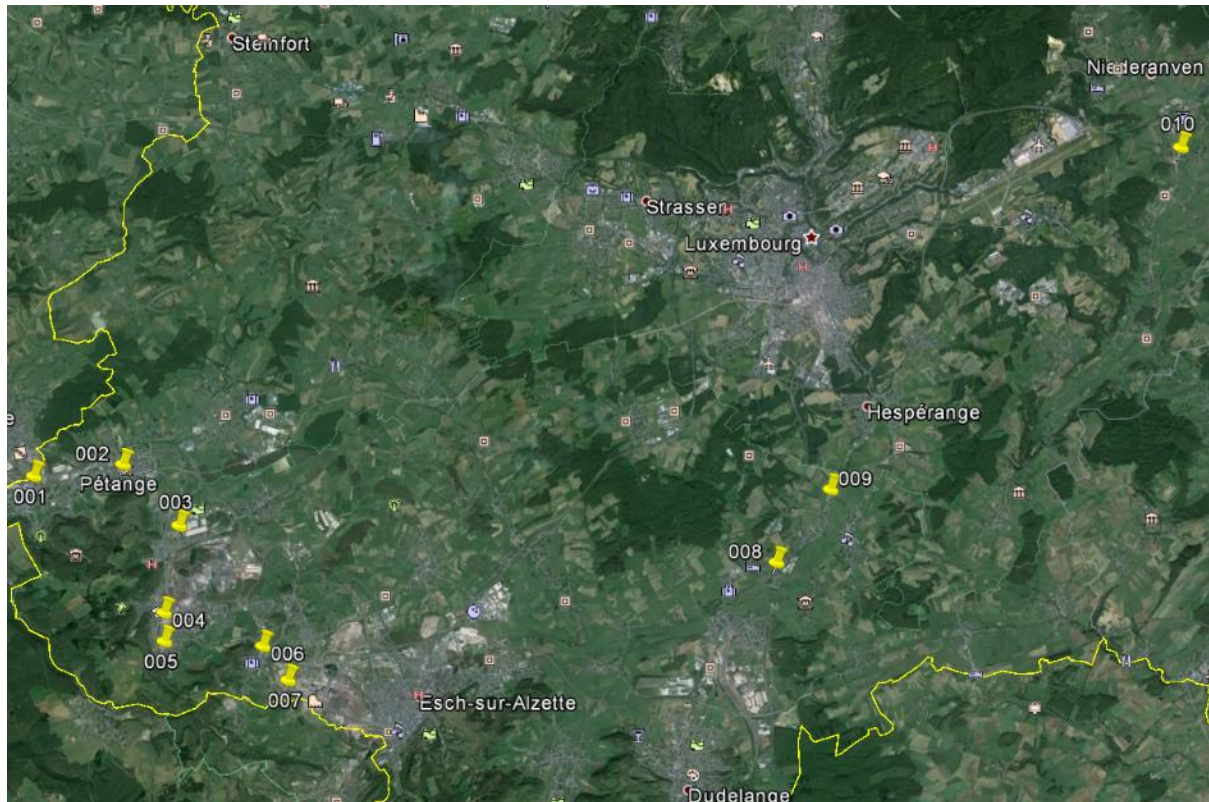 Steinfort
Niederanven
010
Strassen
Luxembourg
Hespérange
e
002
001
Pétange
003
009
008
004
005
006
007
Esch-sur-Alzette
Dudelange